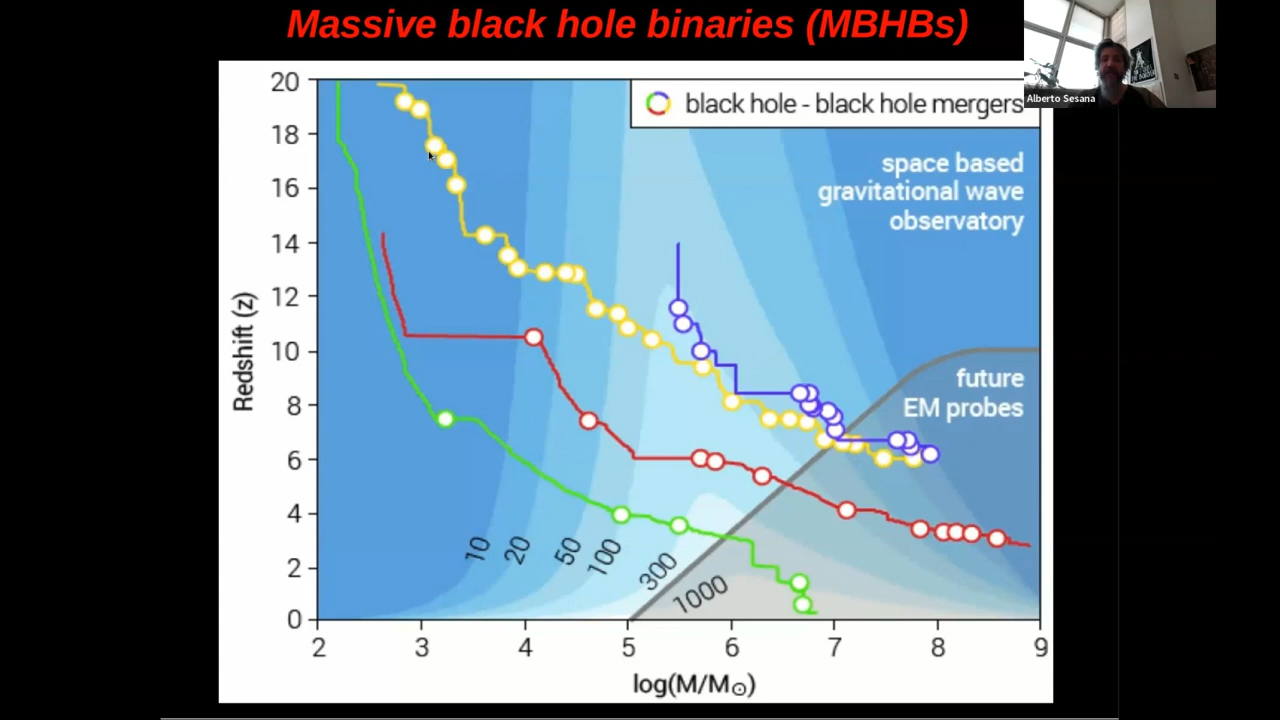 Massive black hole binaries (MBHBs)
Alberto Sesana
black hole - black hole mergers
space based
gravitational wave
observatory
future
EM probes
Redshift (z)
20
18
16
14
12
10
8
6
4
2
0
10
20
50
100
300
1000
2
3
4
5
6
7
8
9
log(M/M⊙)